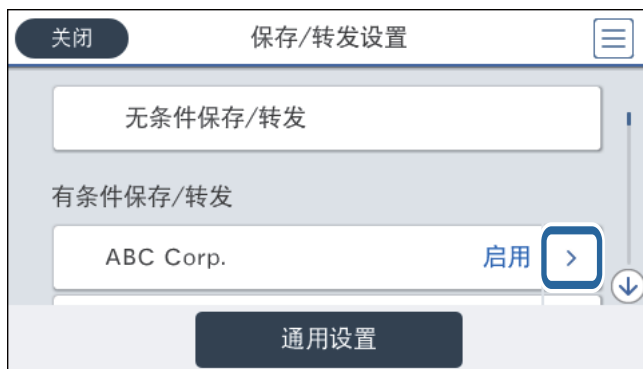 关闭
保存/转发设置
无条件保存/转发
有条件保存/转发
ABC Corp. 启用
通用设置